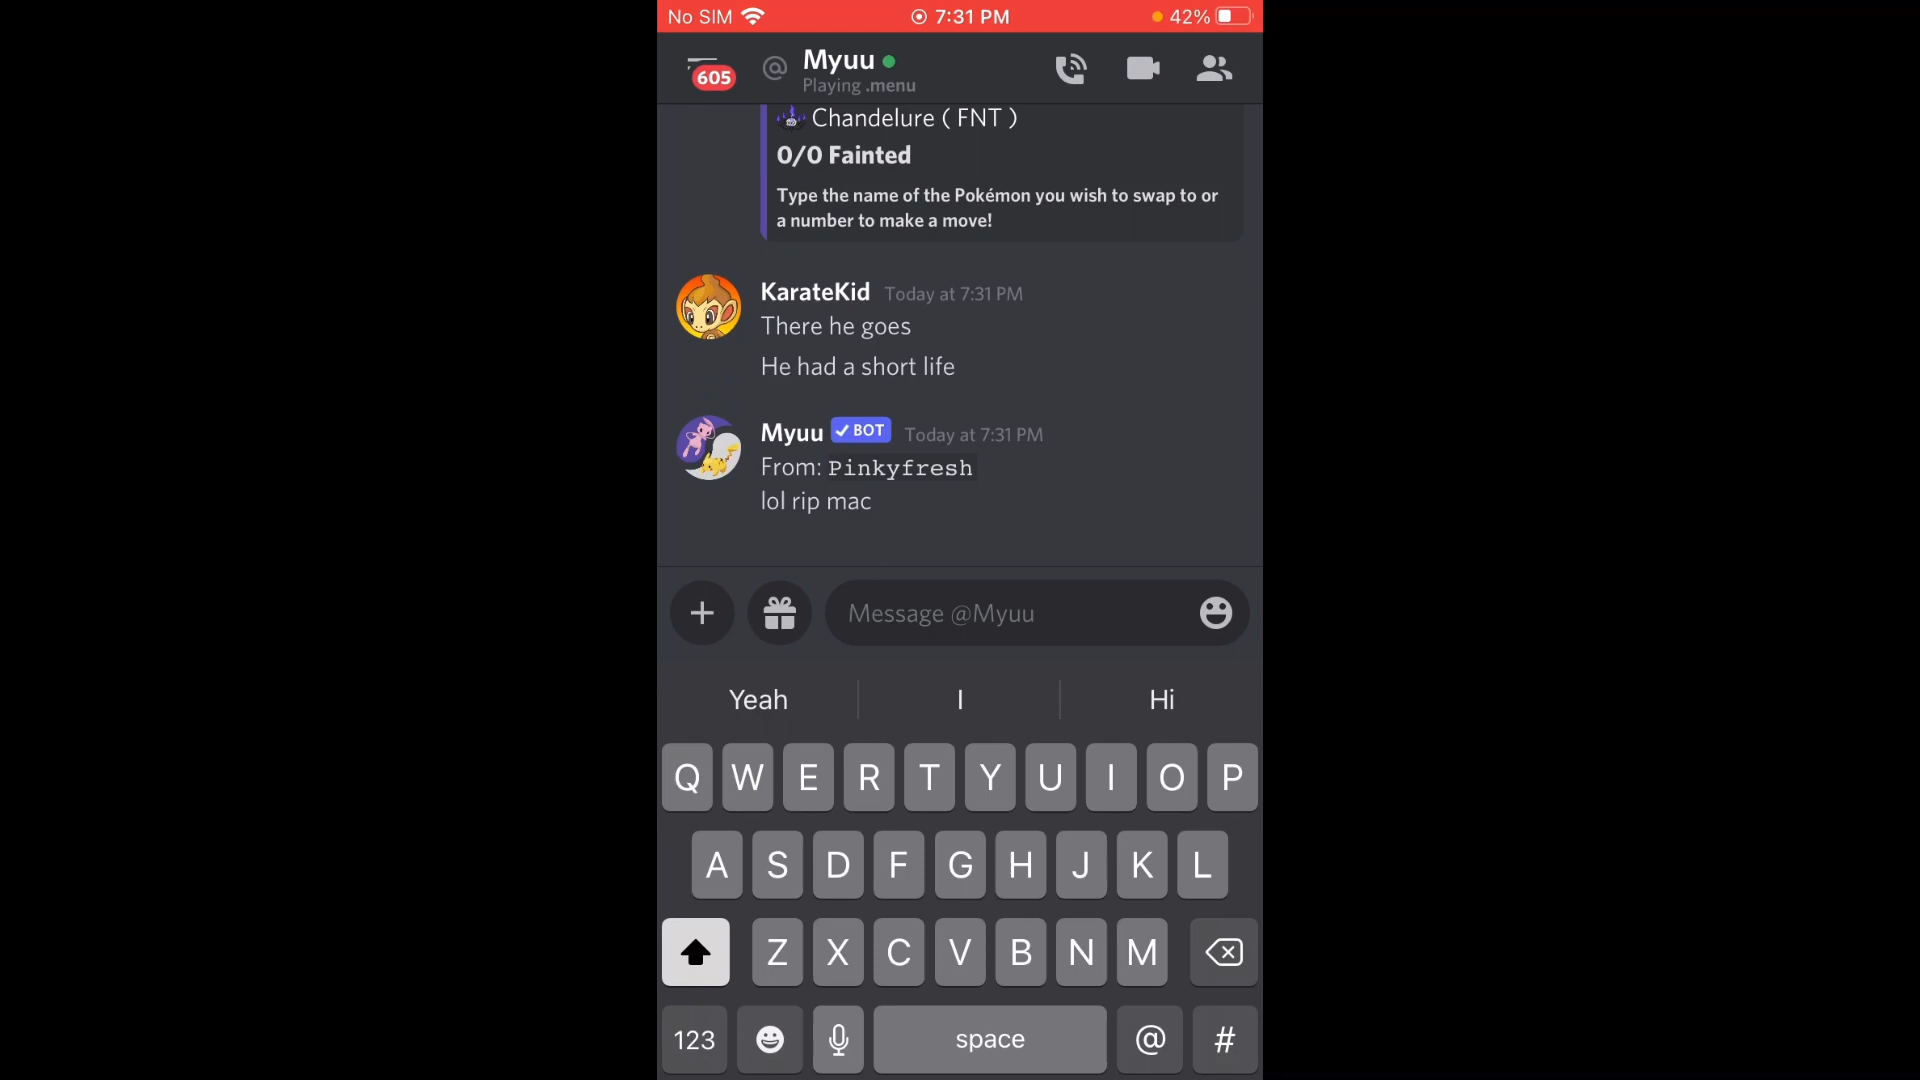 No SIM 7:31 PM 42%
605 @ Myuu
Playing .menu
Chandelure ( FNT )
0/0 Fainted
Type the name of the Pokémon you wish to swap to or
a number to make a move!
KarateKid Today at 7:31 PM
There he goes
He had a short life
Myuu BOT Today at 7:31 PM
From: Pinkyfresh
lol rip mac
Message @Myuu
Yeah I Hi
Q W E R T Y U I O P
A S D F G H J K L
Z X C V B N M
123 space @ #